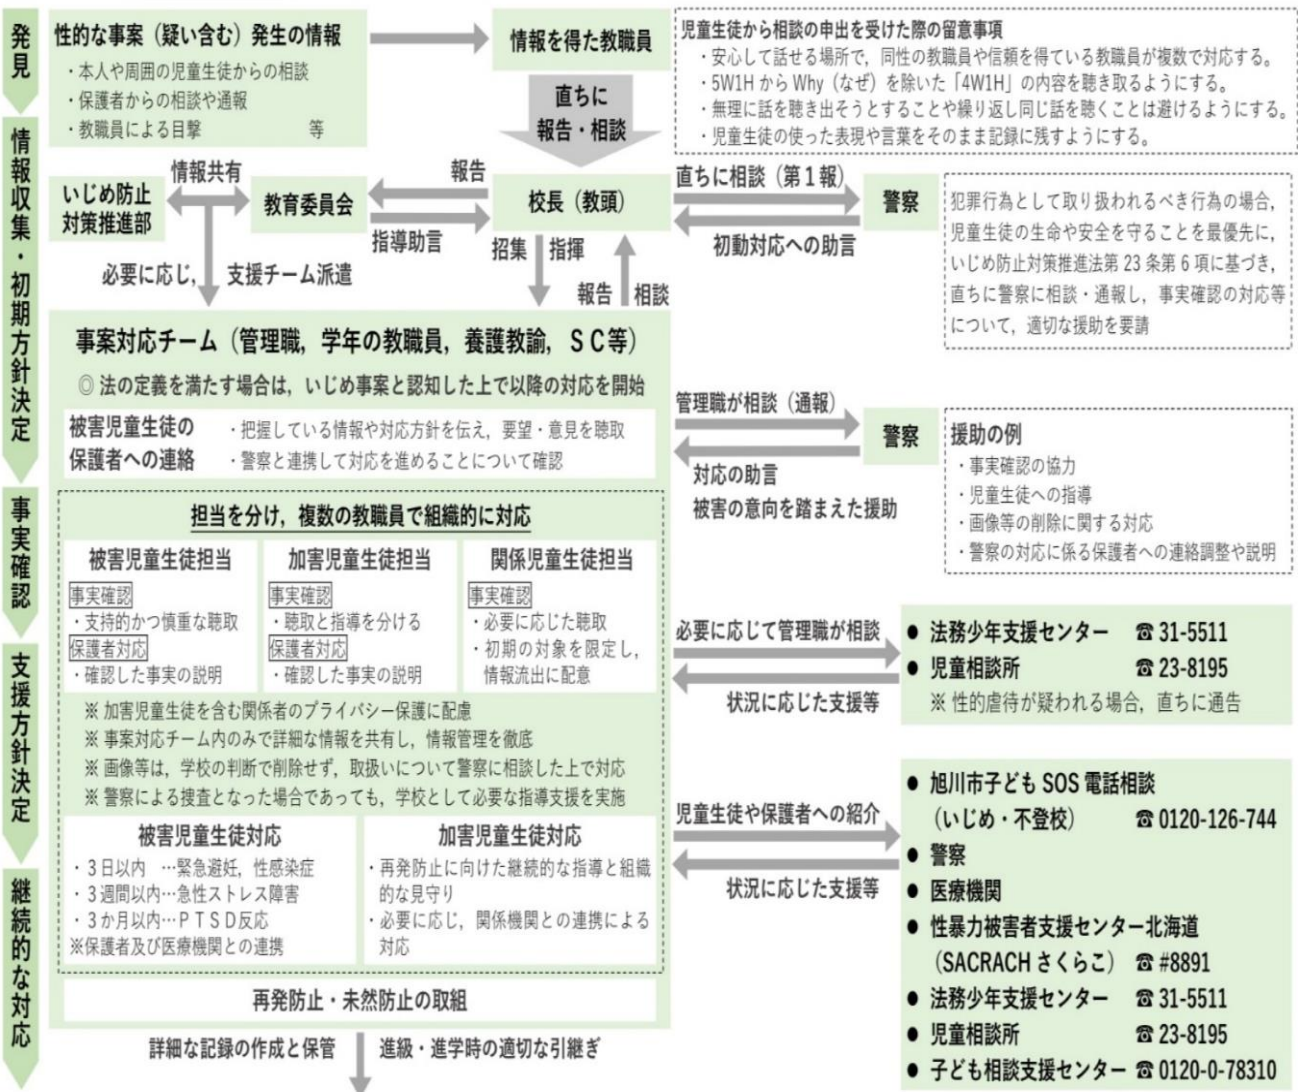 発見
性的な事案（疑い含む）発生の情報
・本人や周囲の児童生徒からの相談
・保護者からの相談や通報
・教職員による目撃　　　　　　等
情報を得た教職員
直ちに
報告・相談
児童生徒から相談の申出を受けた際の留意事項
・安心して話せる場所で，同性の教職員や信頼を得ている教職員が複数で対応する。
・5W1H から Why（なぜ）を除いた「4W1H」の内容を聴き取るようにする。
・無理に話を聴き出そうとすることや繰り返し同じ話を聴くことは避けるようにする。
・児童生徒の使った表現や言葉をそのまま記録に残すようにする。
情報収集・初期方針決定
いじめ防止
対策推進部
情報共有
教育委員会
報告
指導助言
校長（教頭）
直ちに相談（第１報）
初動対応への助言
警察
犯罪行為として取り扱われるべき行為の場合，
児童生徒の生命や安全を守ることを最優先に，
いじめ防止対策推進法第 23 条第 6 項に基づき，
直ちに警察に相談・通報し，事実確認の対応等
について，適切な援助を要請
必要に応じ，　支援チーム派遣
招集　指揮
報告　相談
事案対応チーム（管理職，学年の教職員，養護教諭，ＳＣ等）
◎ 法の定義を満たす場合は，いじめ事案と認知した上で以降の対応を開始
被害児童生徒の
保護者への連絡
・把握している情報や対応方針を伝え，要望・意見を聴取
・警察と連携して対応を進めることについて確認
管理職が相談（通報）
対応の助言
被害の意向を踏まえた援助
警察
援助の例
・事実確認の協力
・児童生徒への指導
・画像等の削除に関する対応
・警察の対応に係る保護者への連絡調整や説明
事実確認
担当を分け，複数の教職員で組織的に対応
被害児童生徒担当
事実確認
・支持的かつ慎重な聴取
保護者対応
・確認した事実の説明
加害児童生徒担当
事実確認
・聴取と指導を分ける
保護者対応
・確認した事実の説明
関係児童生徒担当
事実確認
・必要に応じた聴取
・初期の対象を限定し，
情報流出に配意
必要に応じて管理職が相談
状況に応じた支援等
● 法務少年支援センター　☎ 31-5511
● 児童相談所　☎ 23-8195
※ 性的虐待が疑われる場合，直ちに通告
支援方針決定
※ 加害児童生徒を含む関係者のプライバシー保護に配慮
※ 事案対応チーム内のみで詳細な情報を共有し，情報管理を徹底
※ 画像等は，学校の判断で削除せず，取扱いについて警察に相談した上で対応
※ 警察による捜査となった場合であっても，学校として必要な指導支援を実施
被害児童生徒対応
・３日以内　…緊急避妊，性感染症
・３週間以内…急性ストレス障害
・３か月以内…ＰＴＳＤ反応
※保護者及び医療機関との連携
加害児童生徒対応
・再発防止に向けた継続的な指導と組織
的な見守り
・必要に応じ，関係機関との連携による
対応
児童生徒や保護者への紹介
状況に応じた支援等
● 旭川市子ども SOS 電話相談
（いじめ・不登校）　☎ 0120-126-744
● 警察
● 医療機関
● 性暴力被害者支援センター北海道
（SACRACH さくらこ）　☎ #8891
● 法務少年支援センター　☎ 31-5511
● 児童相談所　☎ 23-8195
● 子ども相談支援センター ☎ 0120-0-78310
継続的な対応
再発防止・未然防止の取組
詳細な記録の作成と保管　進級・進学時の適切な引継ぎ